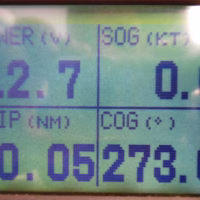 WER (V) SOG (KT)
2.7 0.
IP (NM) COG (°)
0.05 273.